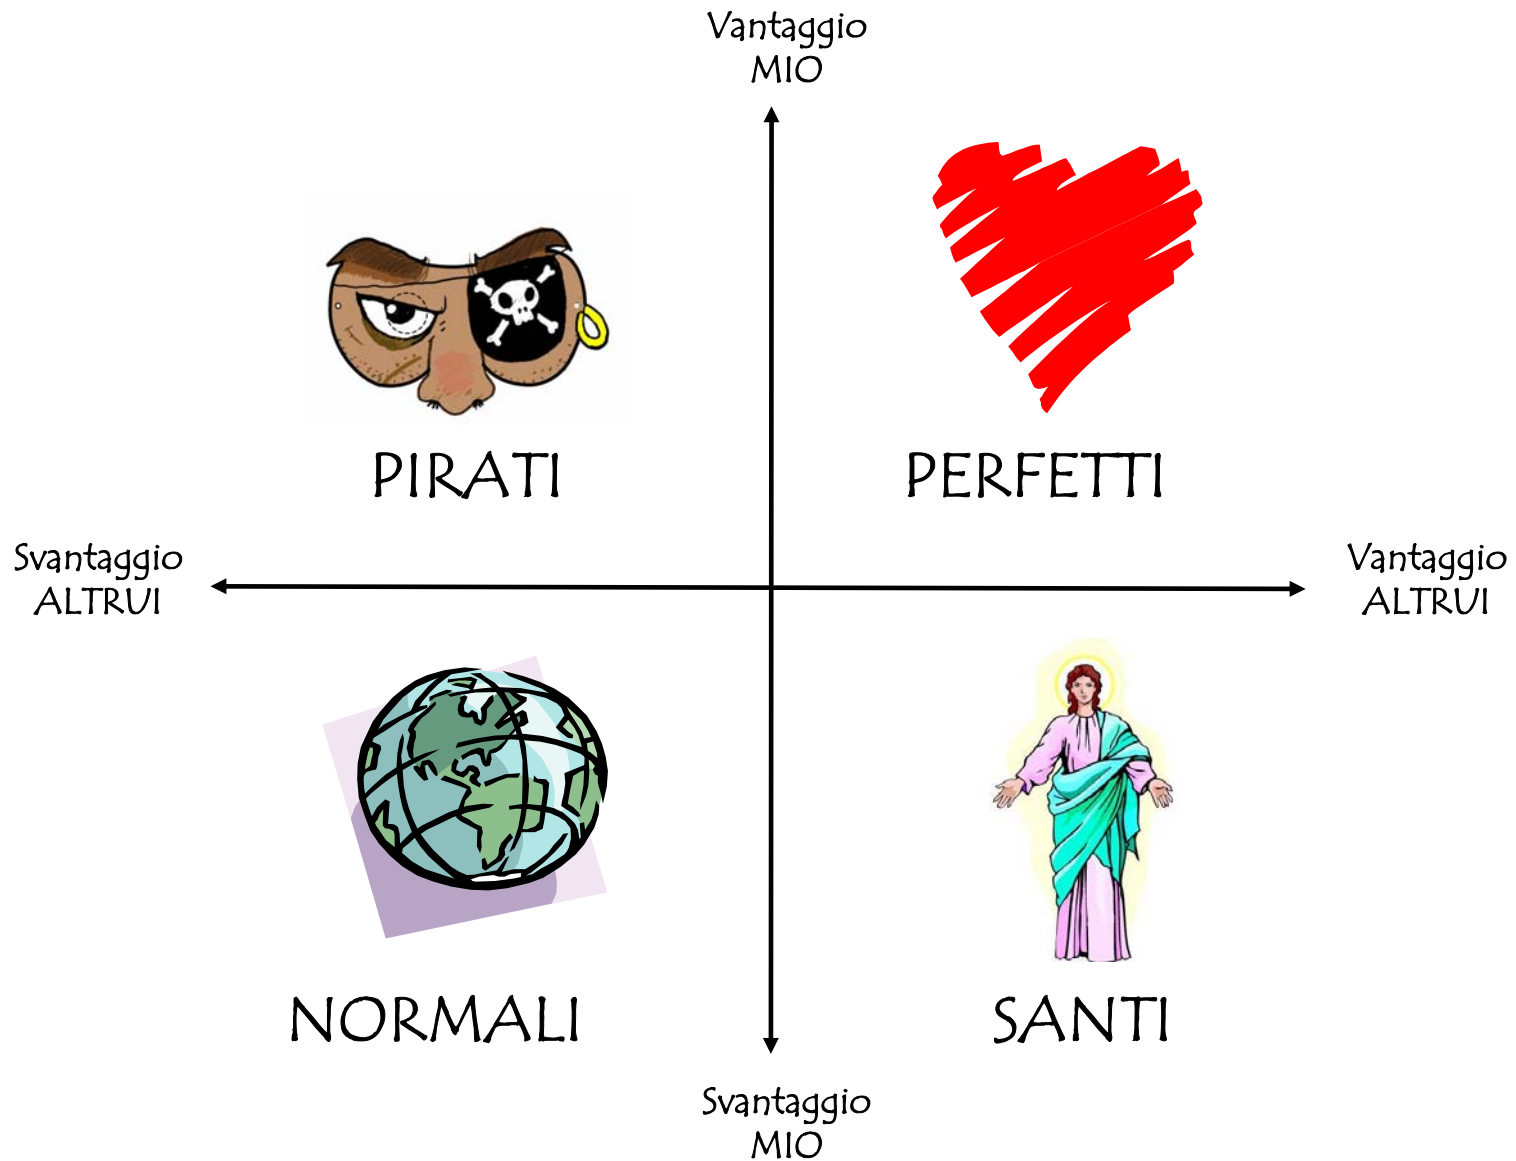 Vantaggio
MIO
PIRATI
PERFETTI
Svantaggio
ALTRUI
Vantaggio
ALTRUI
NORMALI
SANTI
Svantaggio
MIO